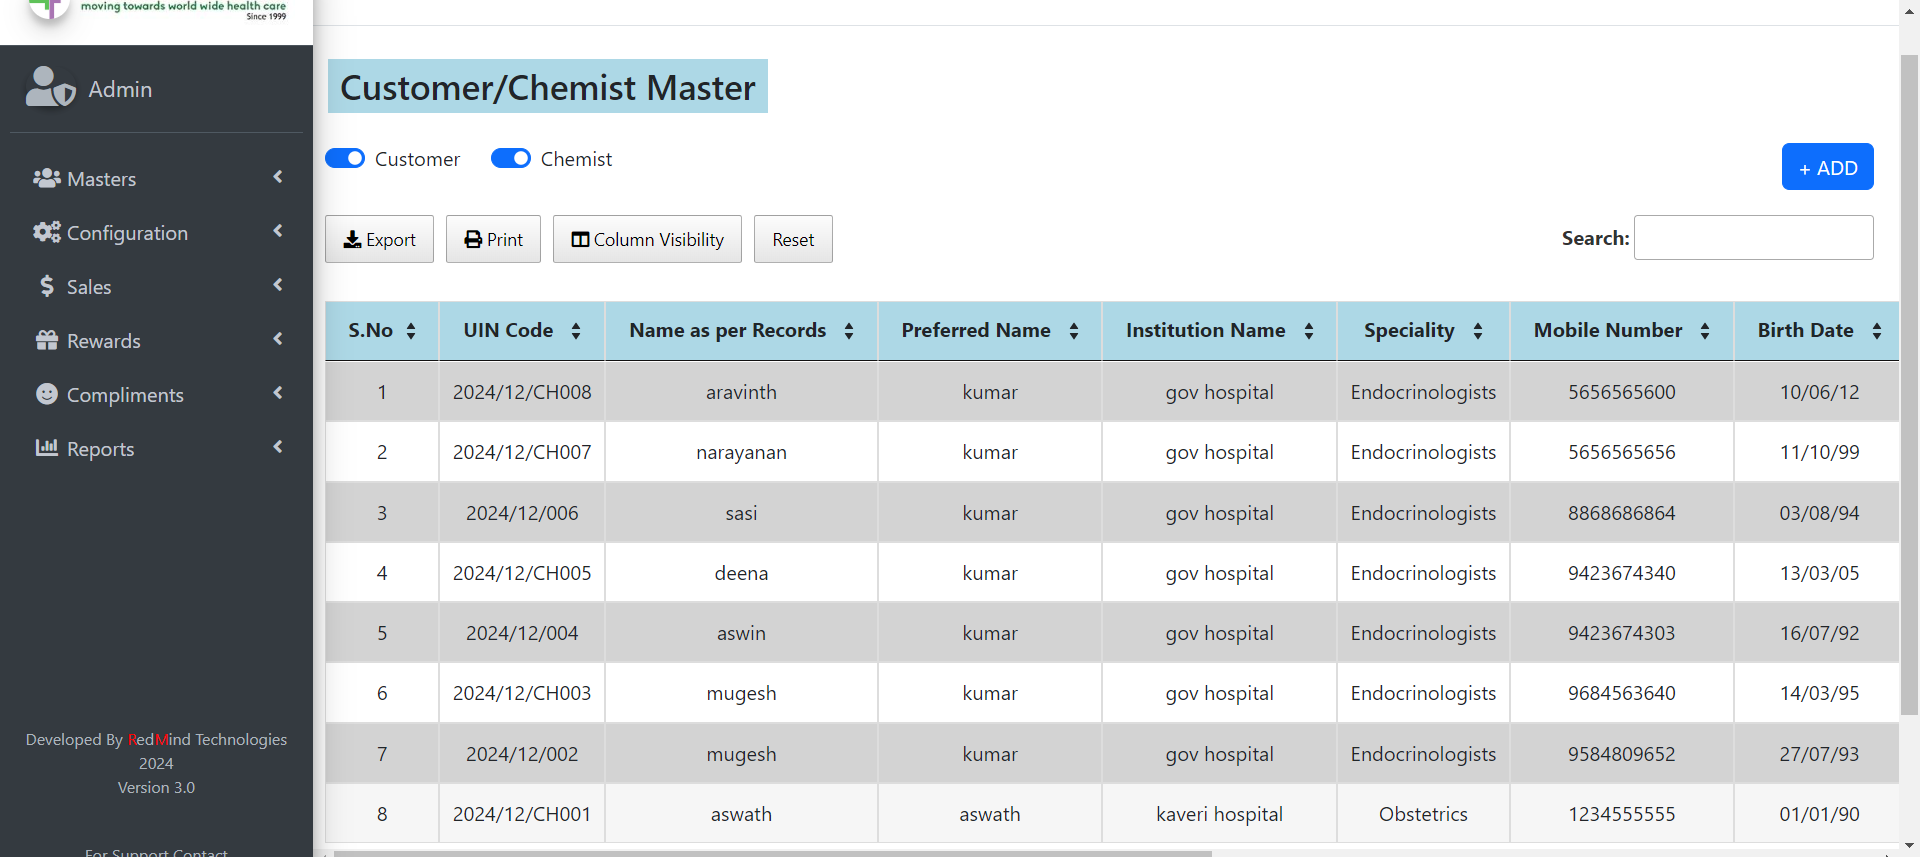 moving towards world wide health care
Since 1999
Admin
Masters
Configuration
Sales
Rewards
Compliments
Reports
Developed By RedMind Technologies
2024
Version 3.0
For Support Contact
Customer/Chemist Master
Customer Chemist
+ ADD
Export Print Column Visibility Reset
Search:
S.No UIN Code Name as per Records Preferred Name Institution Name Speciality Mobile Number Birth Date
1 2024/12/CH008 aravinth kumar gov hospital Endocrinologists 5656565600 10/06/12
2 2024/12/CH007 narayanan kumar gov hospital Endocrinologists 5656565656 11/10/99
3 2024/12/006 sasi kumar gov hospital Endocrinologists 8868686864 03/08/94
4 2024/12/CH005 deena kumar gov hospital Endocrinologists 9423674340 13/03/05
5 2024/12/004 aswin kumar gov hospital Endocrinologists 9423674303 16/07/92
6 2024/12/CH003 mugesh kumar gov hospital Endocrinologists 9684563640 14/03/95
7 2024/12/002 mugesh kumar gov hospital Endocrinologists 9584809652 27/07/93
8 2024/12/CH001 aswath aswath kaveri hospital Obstetrics 1234555555 01/01/90